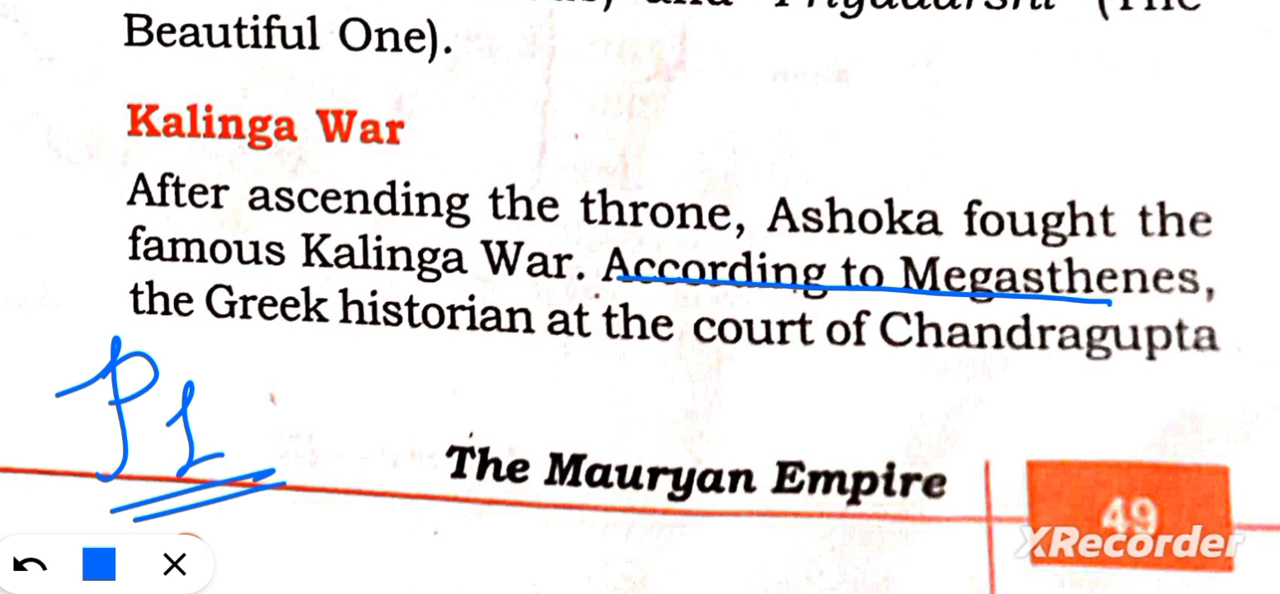 Beautiful One).
Kalinga War
After ascending the throne, Ashoka fought the
famous Kalinga War. According to Megasthenes,
the Greek historian at the court of Chandragupta
P1
The Mauryan Empire
49
XRecorder